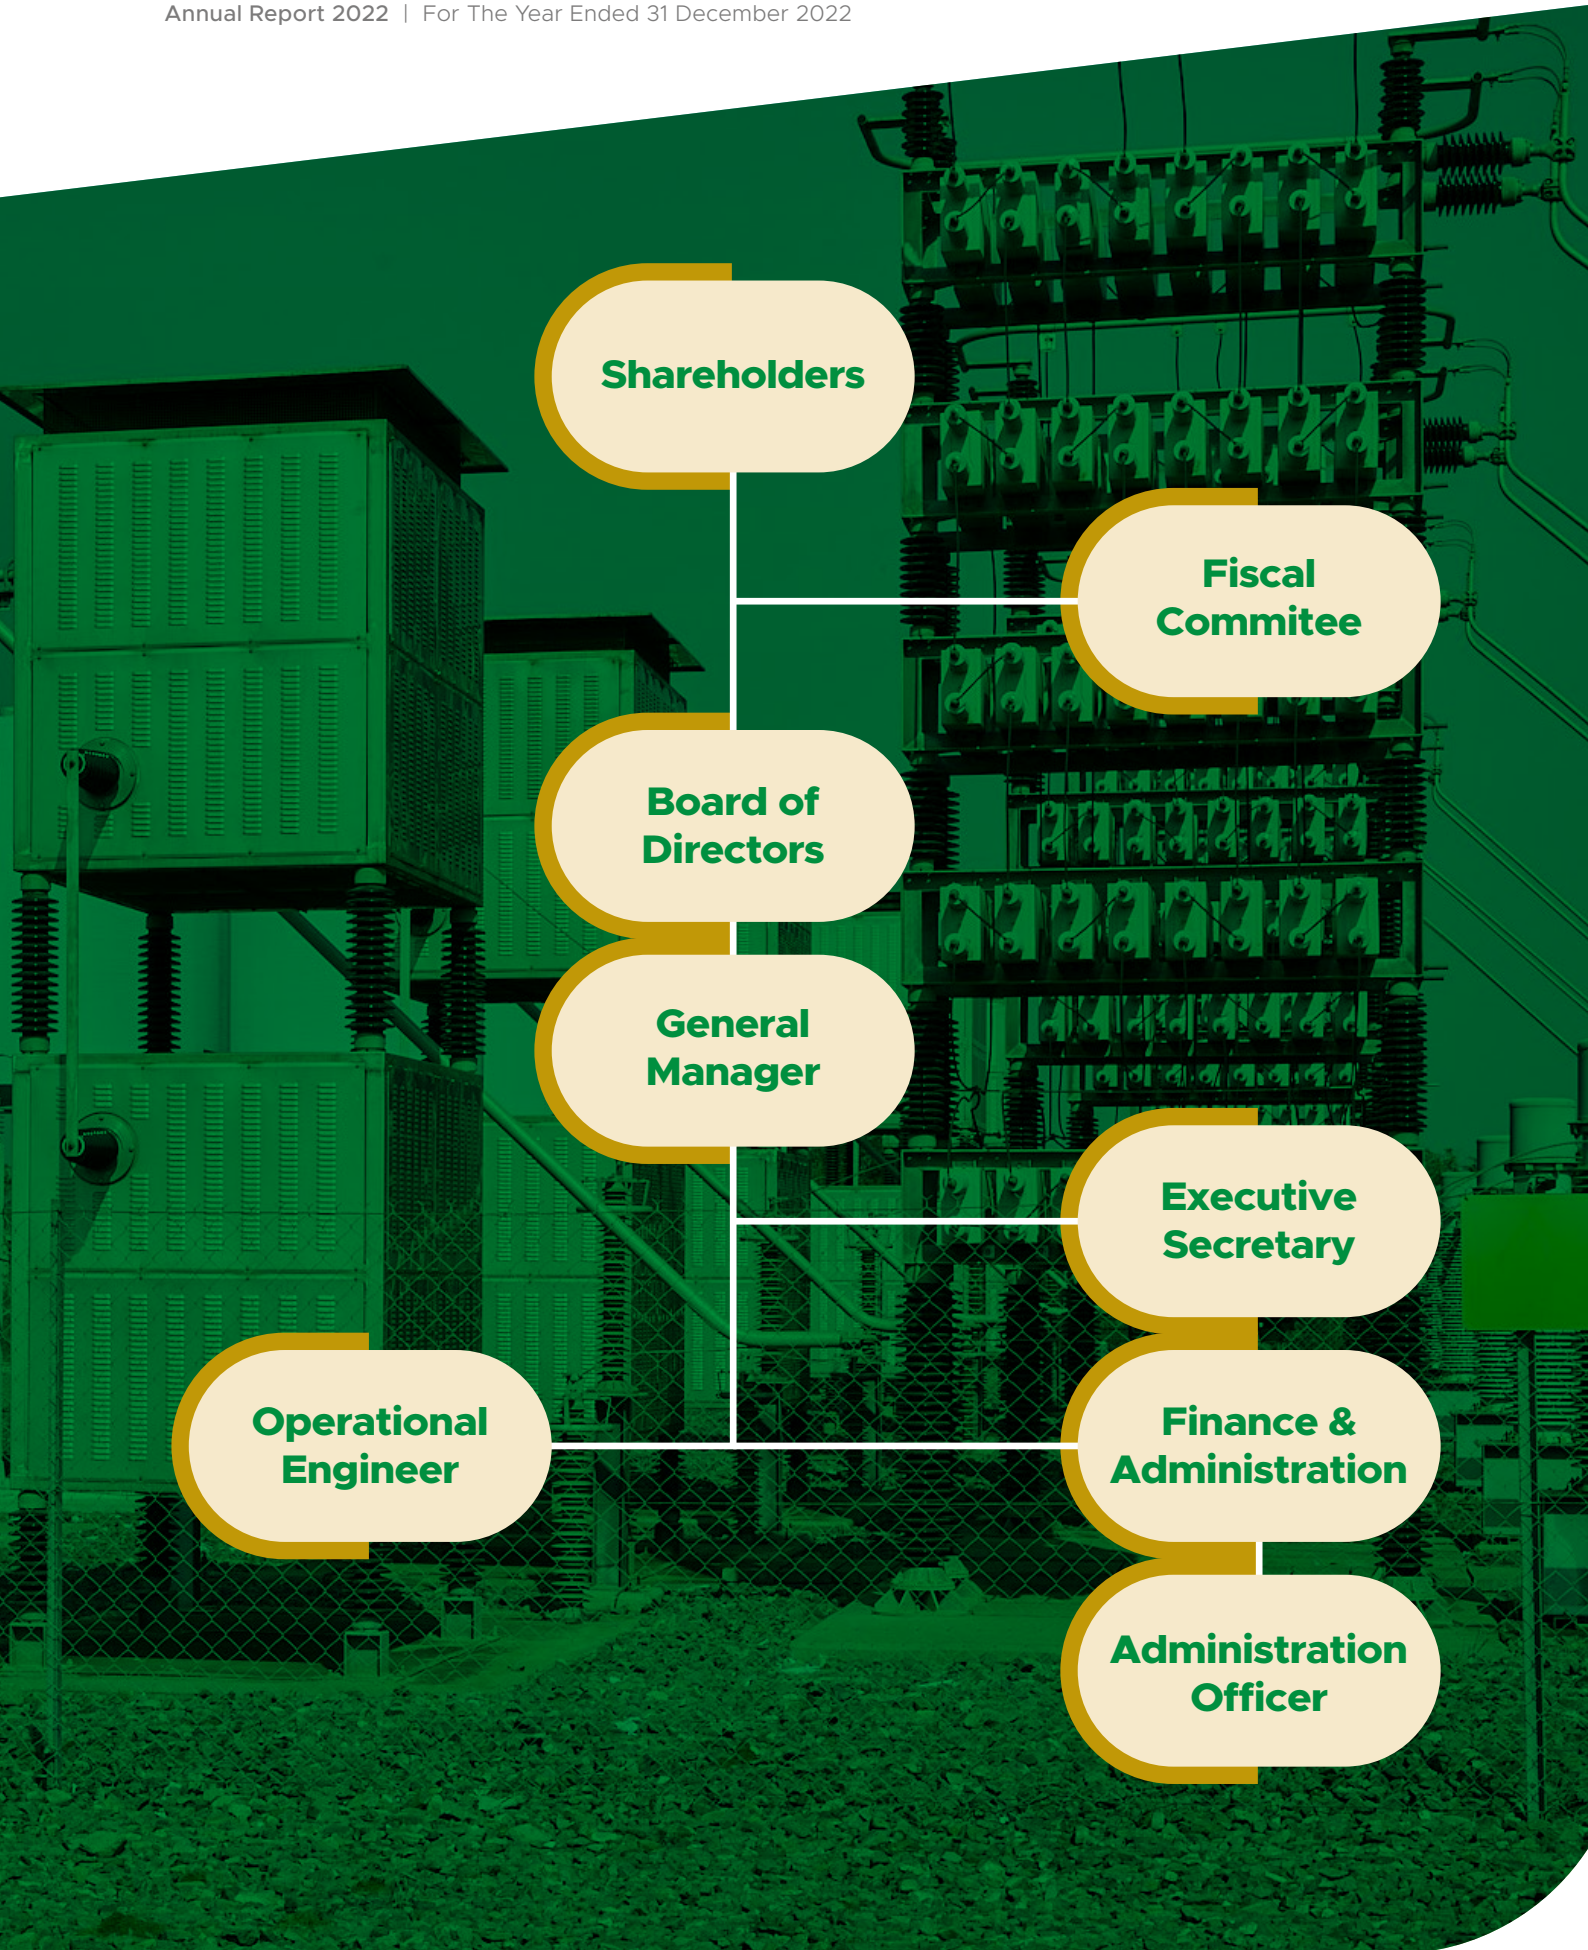 Annual Report 2022 | For The Year Ended 31 December 2022
Shareholders
Fiscal
Commitee
Board of
Directors
General
Manager
Executive
Secretary
Operational
Engineer
Finance &
Administration
Administration
Officer